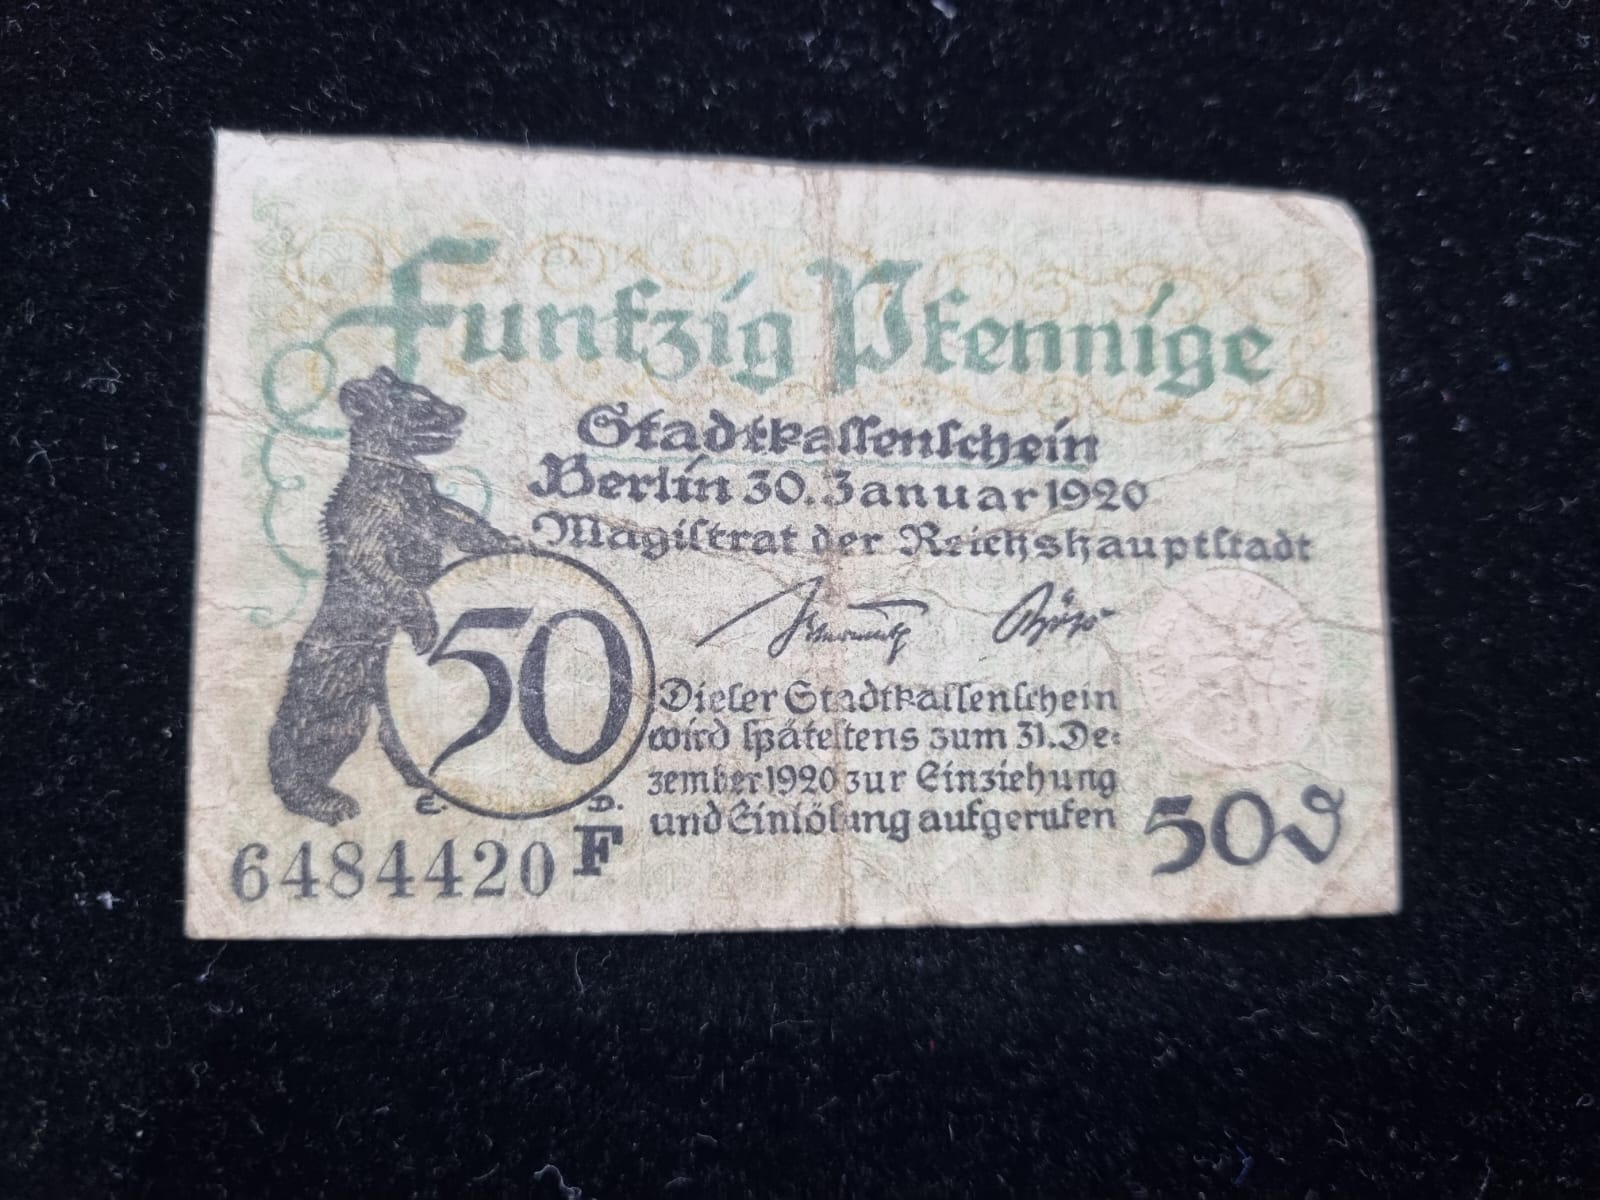 Fünfzig Pfennige
Stadtkaſſenſchein
Berlin 30. Januar 1920
Magiſtrat der Reichshauptſtadt
50
Dieſer Stadtkaſſenſchein
wird ſpäteſtens zum 31. De=
zember 1920 zur Einziehung
und Einlöſung aufgerufen
E. D.
6484420 F
50 ₰